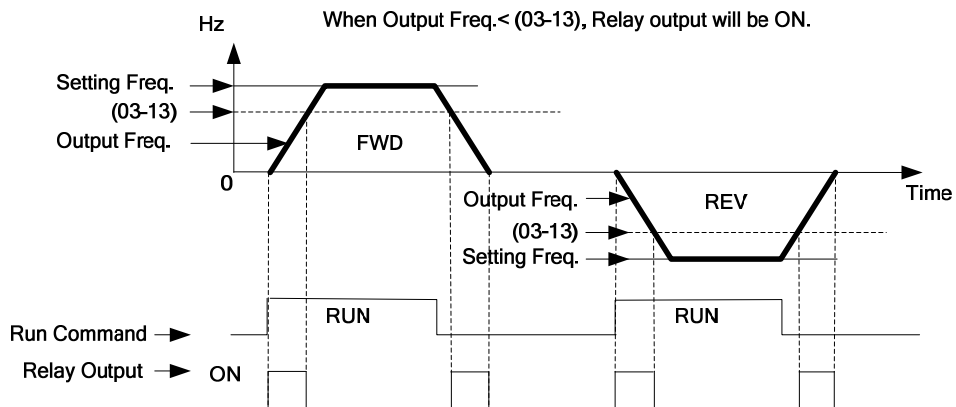 When Output Freq.< (03-13), Relay output will be ON.
Hz
Setting Freq.
(03-13)
Output Freq.
FWD
0
Time
Output Freq.
REV
(03-13)
Setting Freq.
Run Command
RUN
RUN
Relay Output
ON